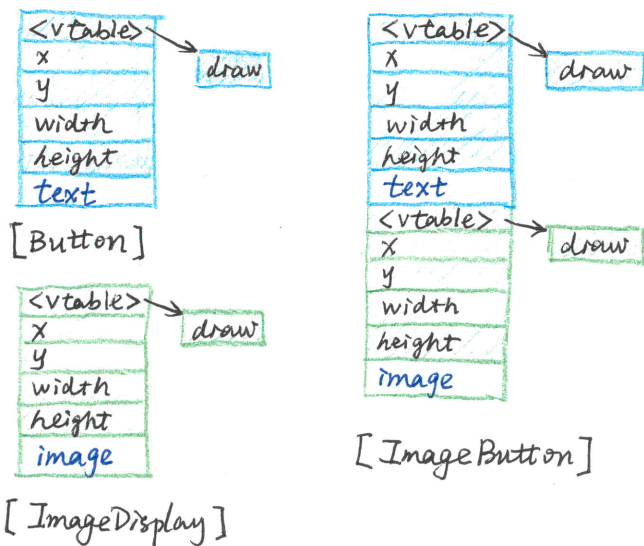 <vtable>
draw
x
y
width
height
text
[Button]
<vtable>
draw
x
y
width
height
image
[ImageDisplay]
<vtable>
draw
x
y
width
height
text
<vtable>
draw
x
y
width
height
image
[ImageButton]